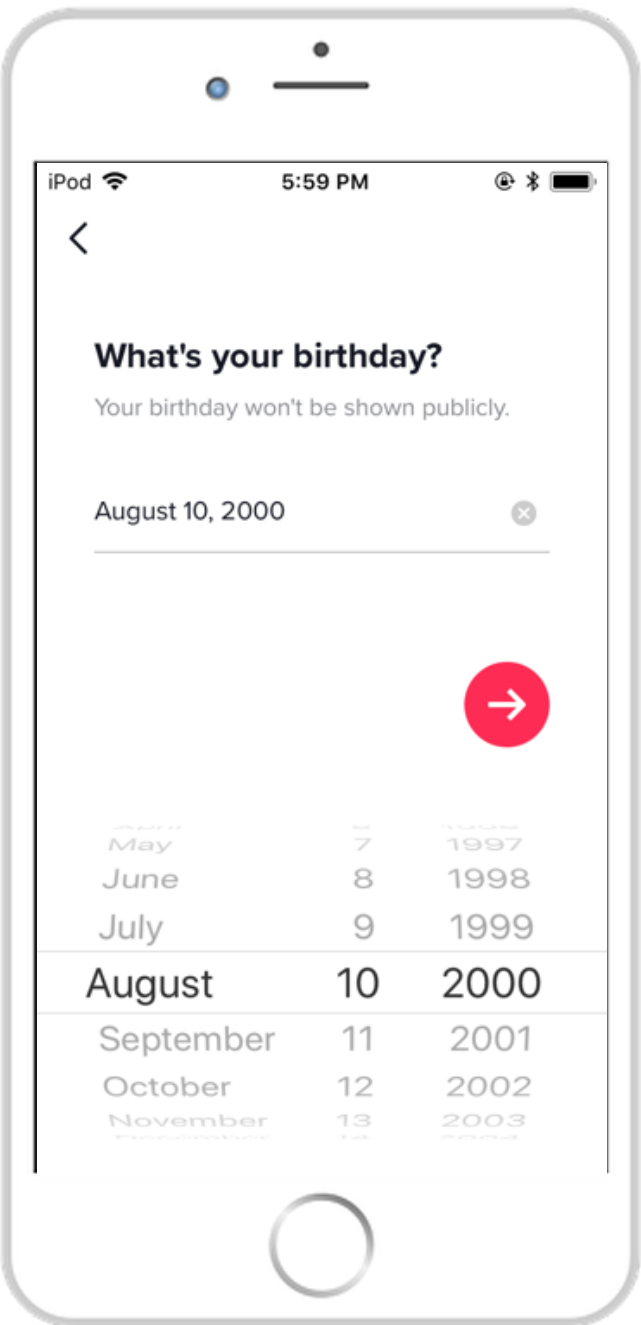 iPod 5:59 PM
What's your birthday?
Your birthday won't be shown publicly.
August 10, 2000
May 7 1997
June 8 1998
July 9 1999
August 10 2000
September 11 2001
October 12 2002
November 13 2003